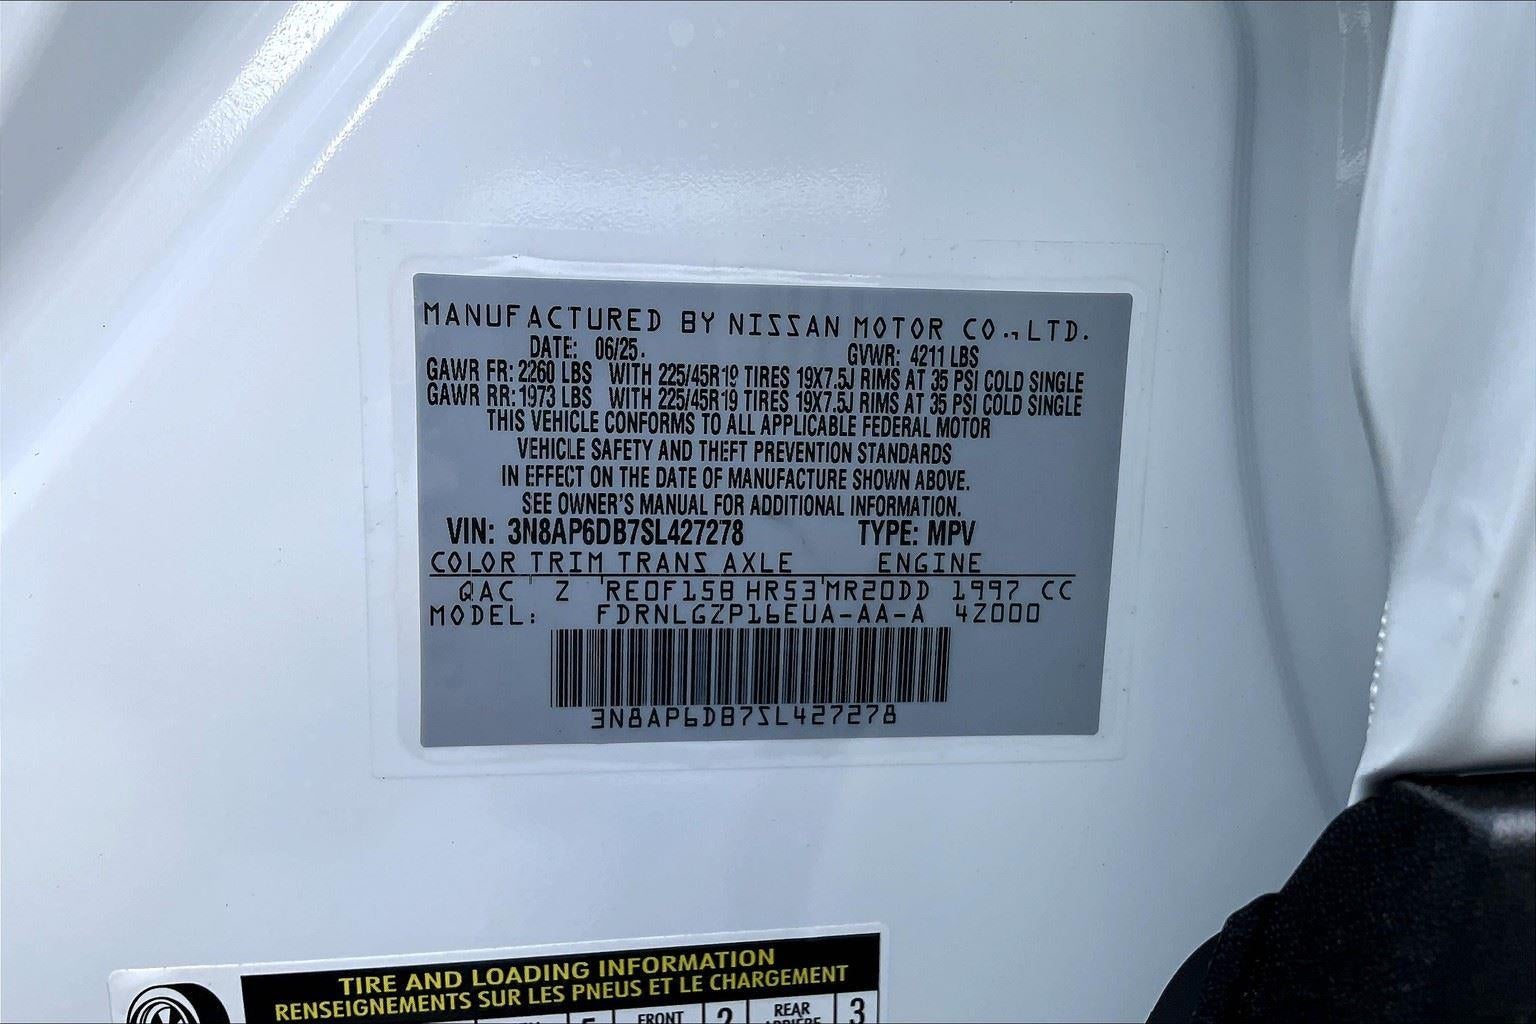 MANUFACTURED BY NISSAN MOTOR CO.,LTD.
DATE: 06/25. GVWR: 4211 LBS
GAWR FR: 2260 LBS WITH 225/45R19 TIRES 19X7.5J RIMS AT 35 PSI COLD SINGLE
GAWR RR: 1973 LBS WITH 225/45R19 TIRES 19X7.5J RIMS AT 35 PSI COLD SINGLE
THIS VEHICLE CONFORMS TO ALL APPLICABLE FEDERAL MOTOR
VEHICLE SAFETY AND THEFT PREVENTION STANDARDS
IN EFFECT ON THE DATE OF MANUFACTURE SHOWN ABOVE.
SEE OWNER'S MANUAL FOR ADDITIONAL INFORMATION.
VIN: 3N8AP6DB7SL427278 TYPE: MPV
COLOR TRIM TRANS AXLE ENGINE
QAC Z RE0F15B HR53 MR20DD 1997 CC
MODEL: FDRNLGZP16EUA-AA-A 4Z000
3N8AP6DB7SL427278
TIRE AND LOADING INFORMATION
RENSEIGNEMENTS SUR LES PNEUS ET LE CHARGEMENT
5 FRONT 2 REAR 3
ARRIÈRE